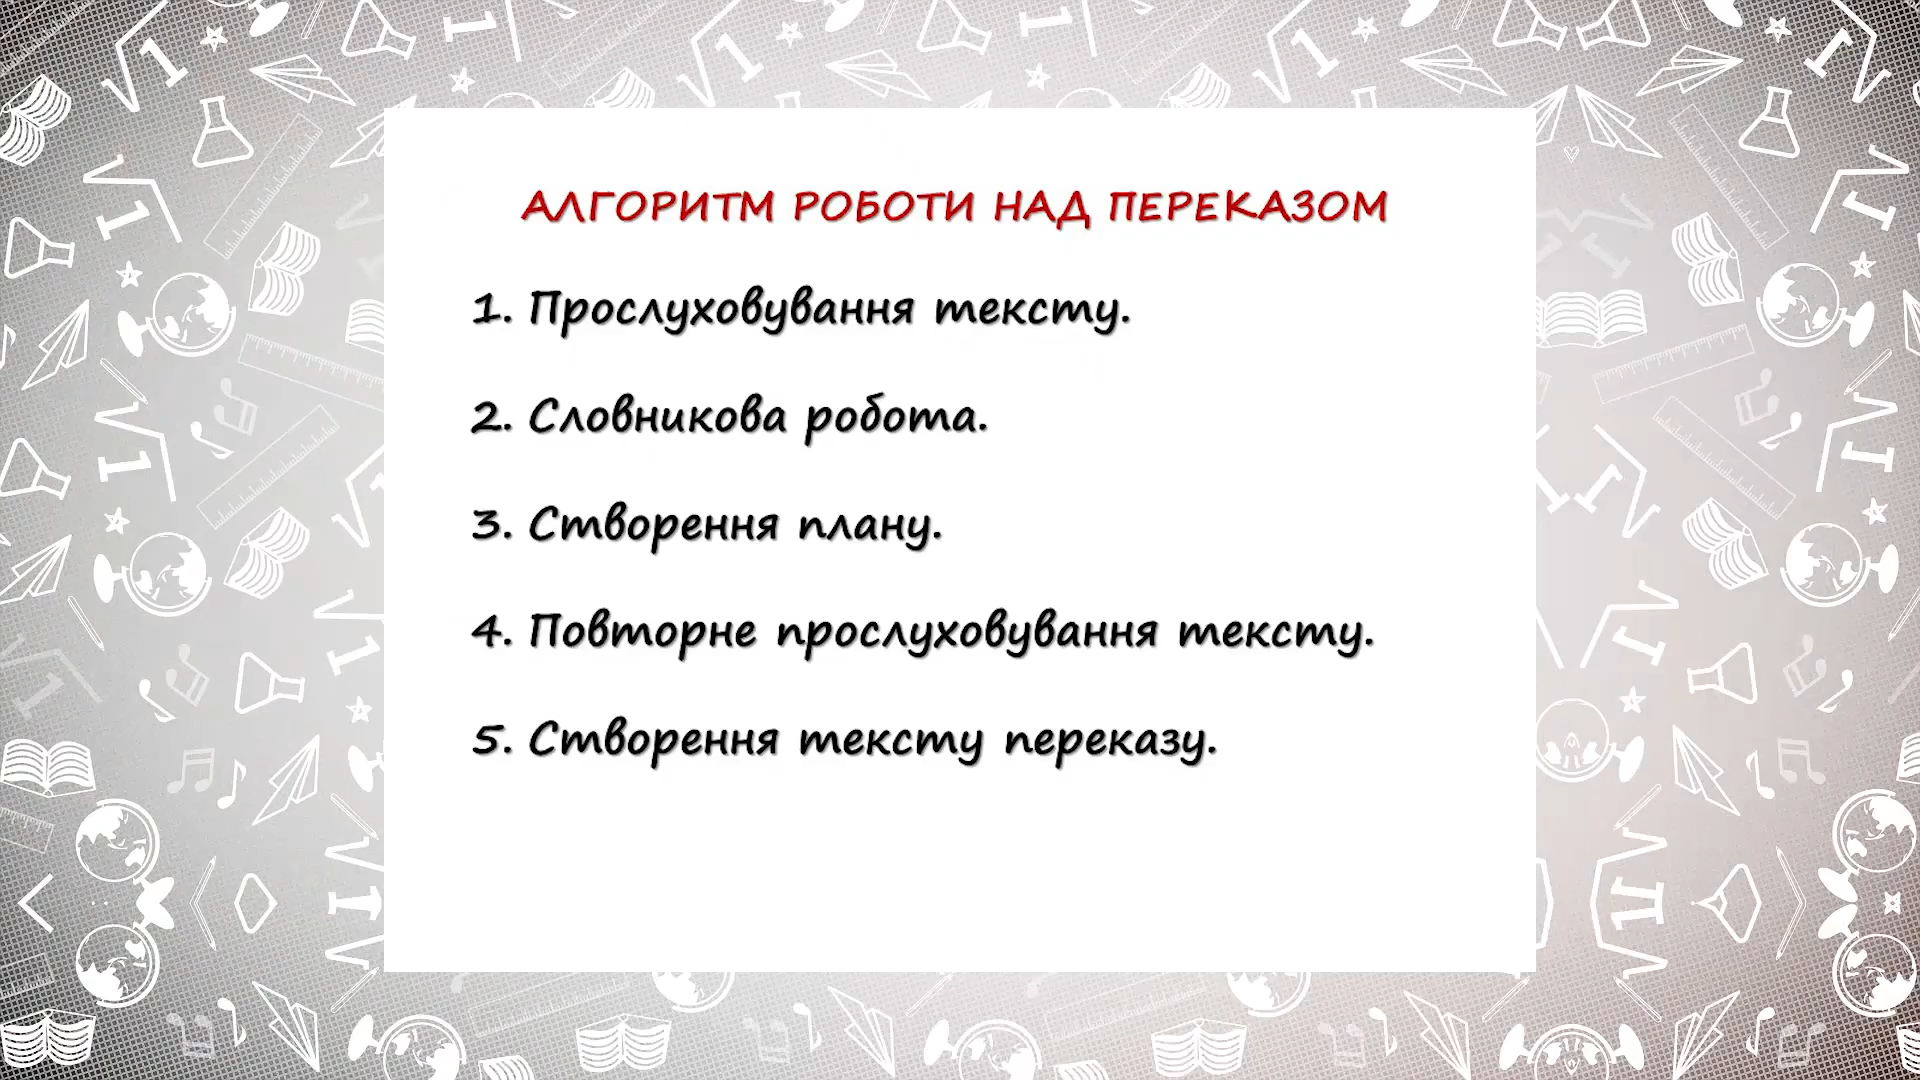 АЛГОРИТМ РОБОТИ НАД ПЕРЕКАЗОМ
1. Прослуховування тексту.
2. Словникова робота.
3. Створення плану.
4. Повторне прослуховування тексту.
5. Створення тексту переказу.